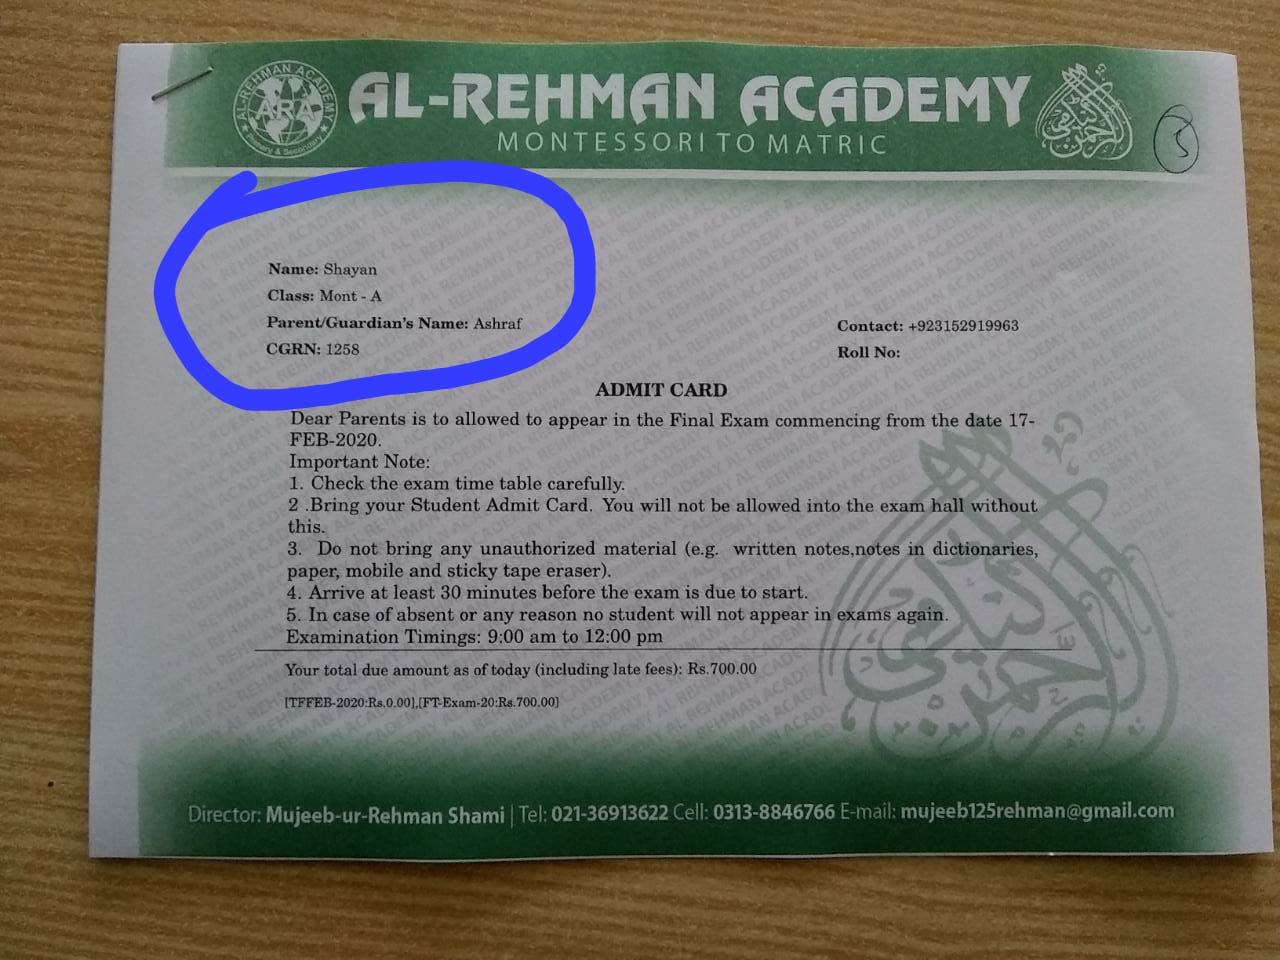 AL-REHMAN ACADEMY
MONTESSORI TO MATRIC
AL-REHMAN ACADEMY
ARA
Primary & Secondary
Name: Shayan
Class: Mont - A
Parent/Guardian's Name: Ashraf
CGRN: 1258
Contact: +923152919963
Roll No:
ADMIT CARD
Dear Parents is to allowed to appear in the Final Exam commencing from the date 17-
FEB-2020.
Important Note:
1. Check the exam time table carefully.
2 .Bring your Student Admit Card. You will not be allowed into the exam hall without
this.
3. Do not bring any unauthorized material (e.g. written notes,notes in dictionaries,
paper, mobile and sticky tape eraser).
4. Arrive at least 30 minutes before the exam is due to start.
5. In case of absent or any reason no student will not appear in exams again.
Examination Timings: 9:00 am to 12:00 pm
Your total due amount as of today (including late fees): Rs.700.00
[TFFEB-2020:Rs.0.00],[FT-Exam-20:Rs.700.00]
Director: Mujeeb-ur-Rehman Shami | Tel: 021-36913622 Cell: 0313-8846766 E-mail: mujeeb125rehman@gmail.com